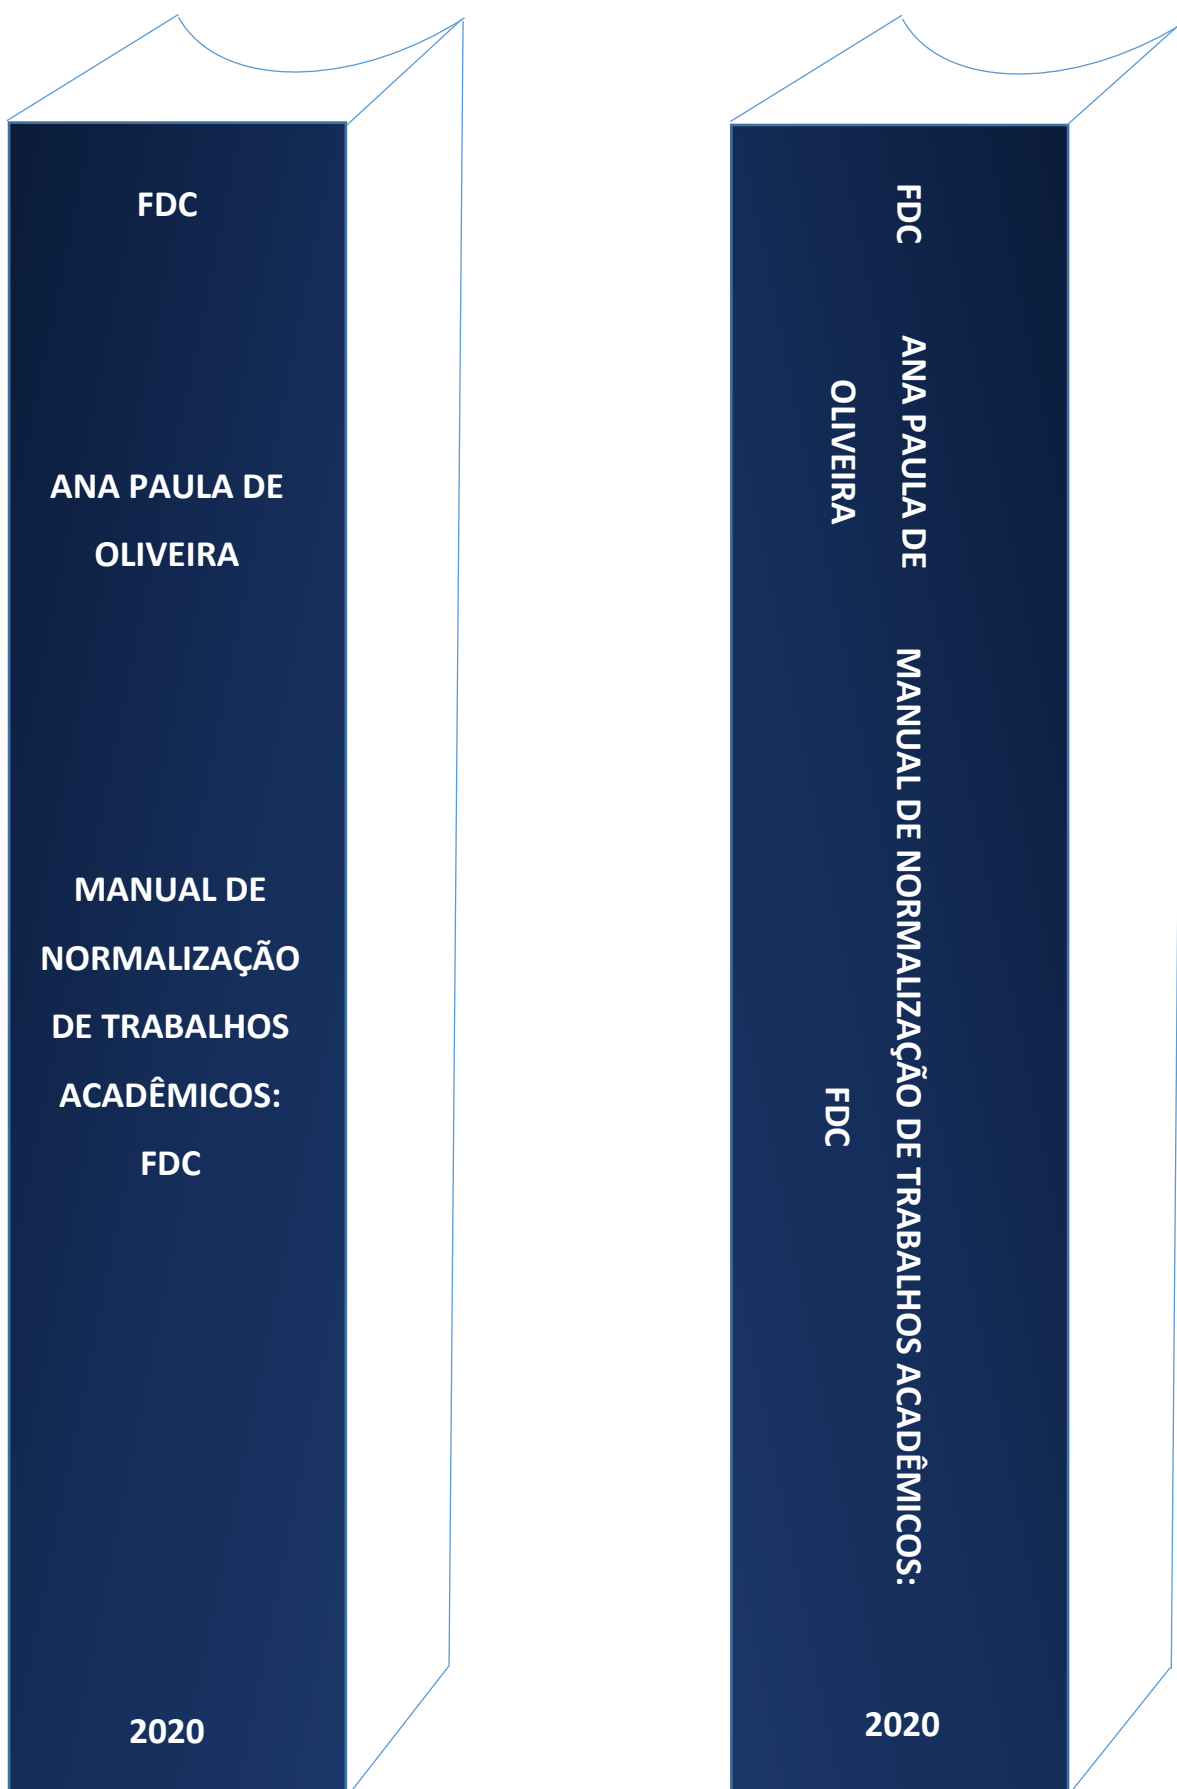 FDC
ANA PAULA DE
OLIVEIRA
MANUAL DE
NORMALIZAÇÃO
DE TRABALHOS
ACADÊMICOS:
FDC
2020
FDC
ANA PAULA DE
OLIVEIRA
MANUAL DE NORMALIZAÇÃO DE TRABALHOS ACADÊMICOS:
FDC
2020